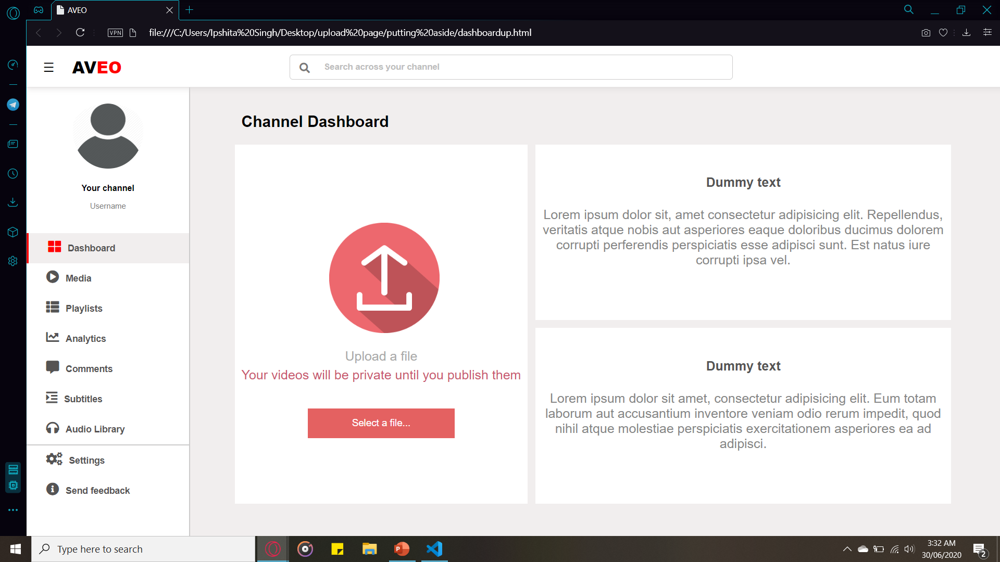 AVEO
VPN
file:///C:/Users/Ipshita%20Singh/Desktop/upload%20page/putting%20aside/dashboardup.html
AVEO
Search across your channel
Your channel
Username
Dashboard
Media
Playlists
Analytics
Comments
Subtitles
Audio Library
Settings
Send feedback
Channel Dashboard
Upload a file
Your videos will be private until you publish them
Select a file...
Dummy text
Lorem ipsum dolor sit, amet consectetur adipisicing elit. Repellendus,
veritatis atque nobis aut asperiores eaque doloribus ducimus dolorem
corrupti perferendis perspiciatis esse adipisci sunt. Est natus iure
corrupti ipsa vel.
Dummy text
Lorem ipsum dolor sit amet, consectetur adipisicing elit. Eum totam
laborum aut accusantium inventore veniam odio rerum impedit, quod
nihil atque molestiae perspiciatis exercitationem asperiores ea ad
adipisci.
Type here to search
P
3:32 AM
30/06/2020
2